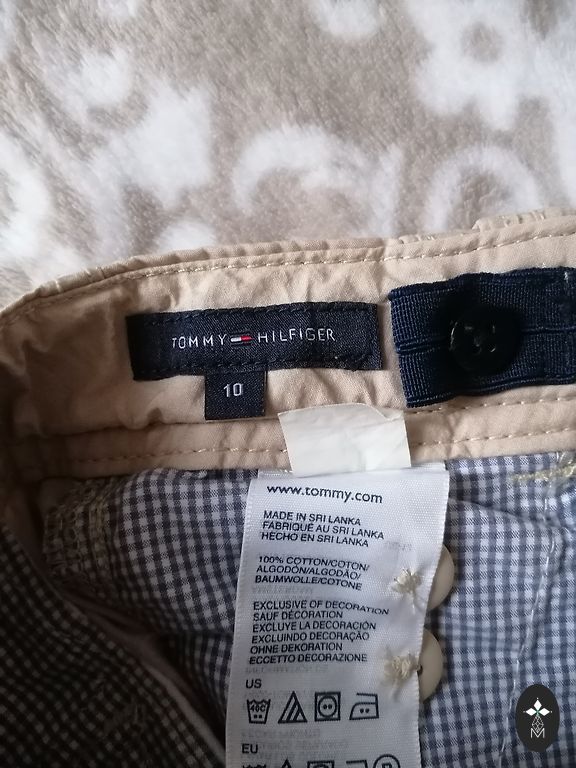 TOMMY HILFIGER
10
www.tommy.com
MADE IN SRI LANKA
FABRIQUÉ AU SRI LANKA
HECHO EN SRI LANKA
100% COTTON/COTON/
ALGODÓN/ALGODÃO/
BAUMWOLLE/COTONE
EXCLUSIVE OF DECORATION
SAUF DÉCORATION
EXCLUYE LA DECORACIÓN
EXCLUINDO DECORAÇÃO
OHNE DEKORATION
ECCETTO DECORAZIONE
US
40C
EU
M